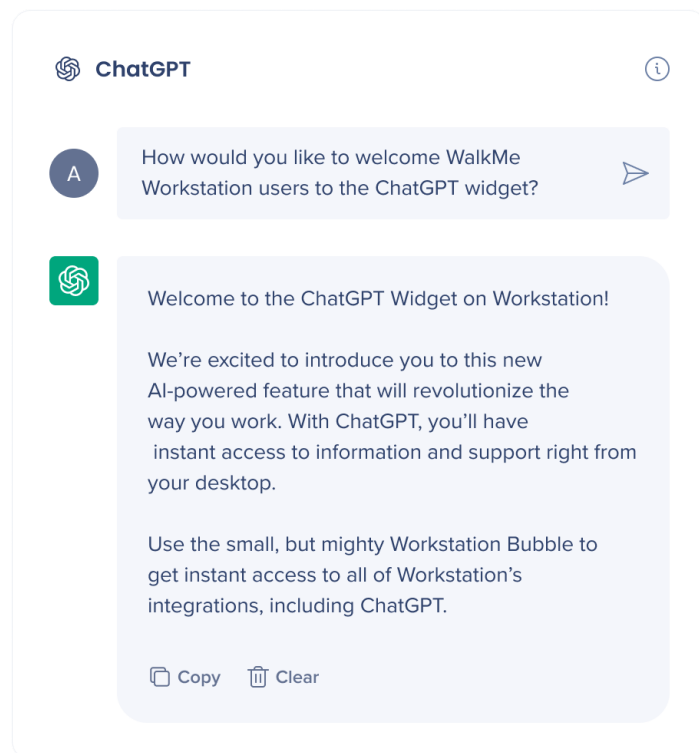 ChatGPT
A
How would you like to welcome WalkMe
Workstation users to the ChatGPT widget?
Welcome to the ChatGPT Widget on Workstation!
We’re excited to introduce you to this new
AI-powered feature that will revolutionize the
way you work. With ChatGPT, you’ll have
instant access to information and support right from
your desktop.
Use the small, but mighty Workstation Bubble to
get instant access to all of Workstation’s
integrations, including ChatGPT.
Copy Clear